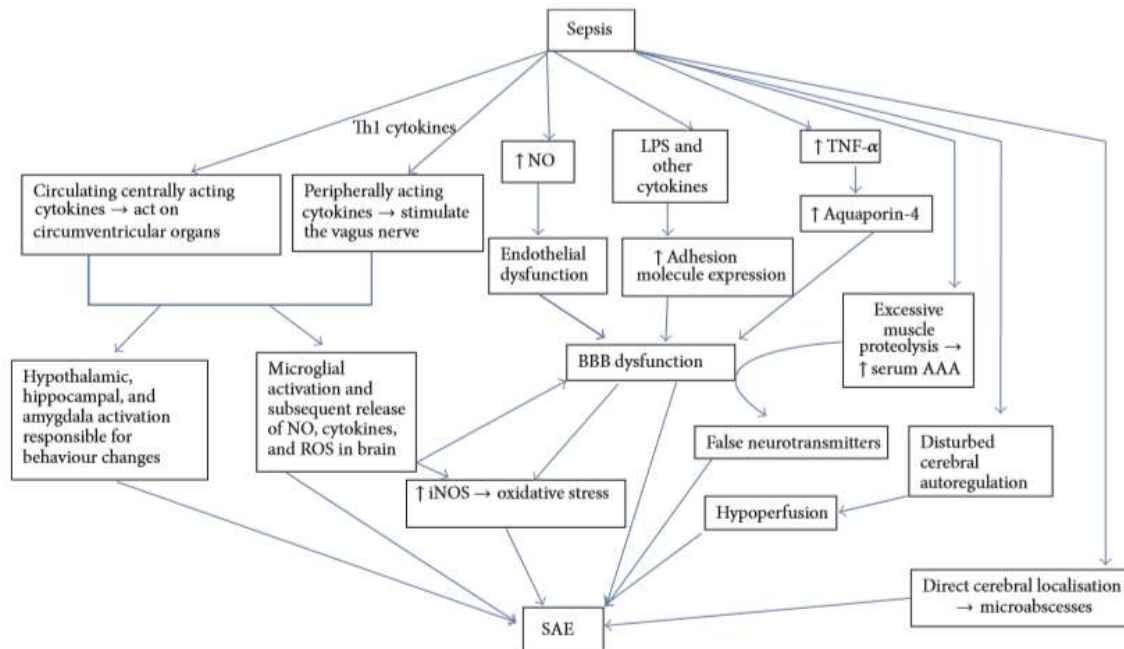 Sepsis
Th1 cytokines
Circulating centrally acting
cytokines → act on
circumventricular organs
Peripherally acting
cytokines → stimulate
the vagus nerve
↑ NO
LPS and
other
cytokines
↑ TNF-α
↑ Aquaporin-4
Endothelial
dysfunction
↑ Adhesion
molecule expression
Excessive
muscle
proteolysis →
↑ serum AAA
BBB dysfunction
Hypothalamic,
hippocampal, and
amygdala activation
responsible for
behaviour changes
Microglial
activation and
subsequent release
of NO, cytokines,
and ROS in brain
False neurotransmitters
Disturbed
cerebral
autoregulation
↑ iNOS → oxidative stress
Hypoperfusion
Direct cerebral localisation
→ microabscesses
SAE